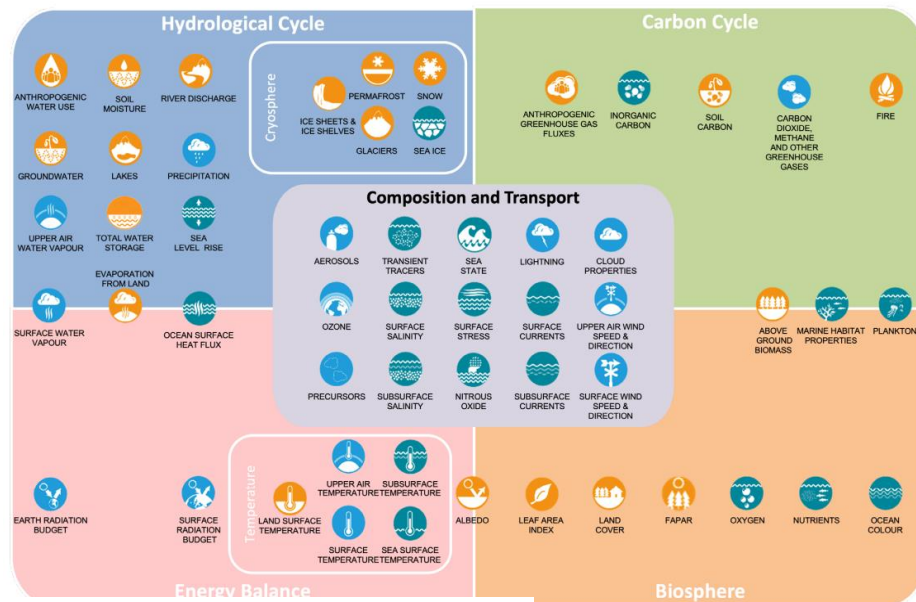 Hydrological Cycle
Carbon Cycle
ANTHROPOGENIC
WATER USE
SOIL
MOISTURE
RIVER DISCHARGE
Cryosphere
ICE SHEETS &
ICE SHELVES
PERMAFROST
SNOW
GLACIERS
SEA ICE
ANTHROPOGENIC
GREENHOUSE GAS
FLUXES
INORGANIC
CARBON
SOIL
CARBON
CARBON
DIOXIDE,
METHANE
AND OTHER
GREENHOUSE
GASES
FIRE
GROUNDWATER
LAKES
PRECIPITATION
UPPER AIR
WATER VAPOUR
TOTAL WATER
STORAGE
SEA
LEVEL RISE
Composition and Transport
AEROSOLS
TRANSIENT
TRACERS
SEA
STATE
LIGHTNING
CLOUD
PROPERTIES
OZONE
SURFACE
SALINITY
SURFACE
STRESS
SURFACE
CURRENTS
UPPER AIR WIND
SPEED &
DIRECTION
PRECURSORS
SUBSURFACE
SALINITY
NITROUS
OXIDE
SUBSURFACE
CURRENTS
SURFACE WIND
SPEED &
DIRECTION
SURFACE WATER
VAPOUR
EVAPORATION
FROM LAND
OCEAN SURFACE
HEAT FLUX
ABOVE
GROUND
BIOMASS
MARINE HABITAT
PROPERTIES
PLANKTON
EARTH RADIATION
BUDGET
SURFACE
RADIATION
BUDGET
Temperature
LAND SURFACE
TEMPERATURE
UPPER AIR
TEMPERATURE
SUBSURFACE
TEMPERATURE
SURFACE
TEMPERATURE
SEA SURFACE
TEMPERATURE
ALBEDO
LEAF AREA
INDEX
LAND
COVER
FAPAR
OXYGEN
NUTRIENTS
OCEAN
COLOUR
Energy Balance
Biosphere